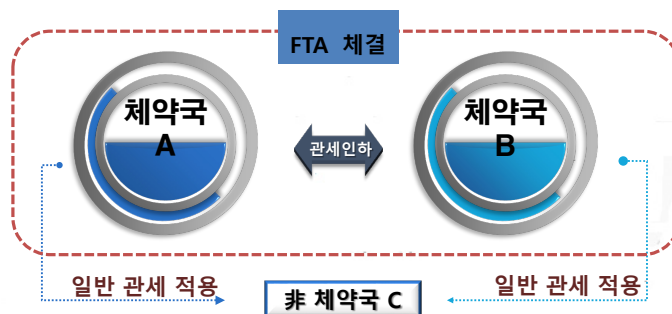 FTA 체결
체약국
A
관세인하
체약국
B
일반 관세 적용
非 체약국 C
일반 관세 적용